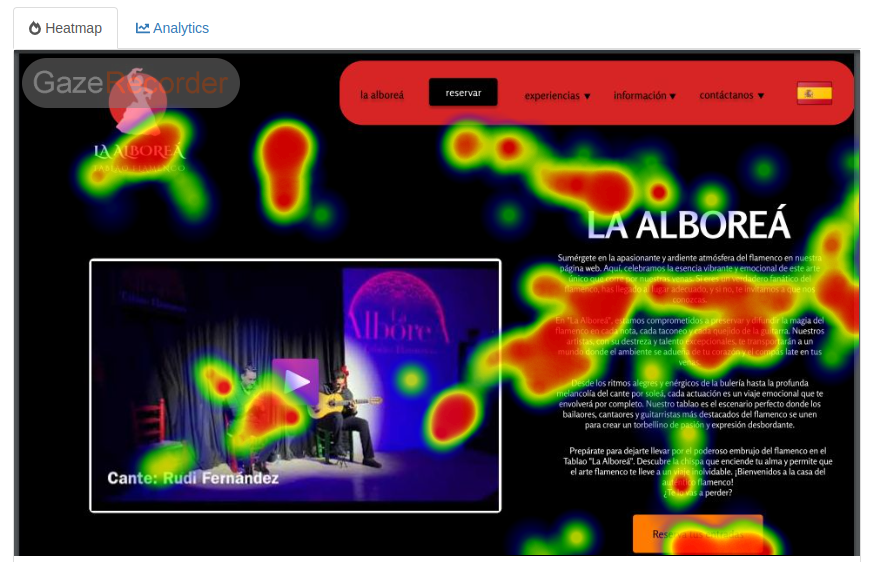 Heatmap
Analytics
GazeRecorder
la alboreá
reservar
experiencias ▼
información ▼
contáctanos ▼
LA ALBOREÁ
TABLAO FLAMENCO
LA ALBOREÁ
Sumérgete en la apasionante y ardiente atmósfera del flamenco en nuestra
página web. Aquí, celebramos la esencia vibrante y emocional de este arte
único que
flamenco, has llegado al lugar adecuado, y si no, te invitamos a que nos
conozcas.
En "La Alboreá", estamos comprometidos a preservar y difundir la magia del
flamenco en cada nota, cada taconeo y cada quejido de la guitarra. Nuestros
artistas, con su destreza y talento excepcionales, te transportarán a un
mundo donde el ambiente se adueña de tu corazón y el compás late en tus
venas.
Desde los ritmos alegres y enérgicos de la bulería hasta la profunda
melancolía del cante por soleá, cada actuación es un viaje emocional que te
envolverá por completo. Nuestro tablao es el escenario perfecto donde los
bailaores, cantaores y guitarristas más destacados del flamenco se unen
para crear un torbellino de pasión y expresión desbordante.
Prepárate para dejarte llevar por el poderoso embrujo del flamenco en el
Tablao "La Alboreá". Descubre la chispa que enciende tu alma y permite que
el arte flamenco te lleve a un viaje inolvidable. ¡Bienvenidos a la casa del
auténtico flamenco!
¿Te lo vas a perder?
La
Alboreá
Cante: Rudi Fernández